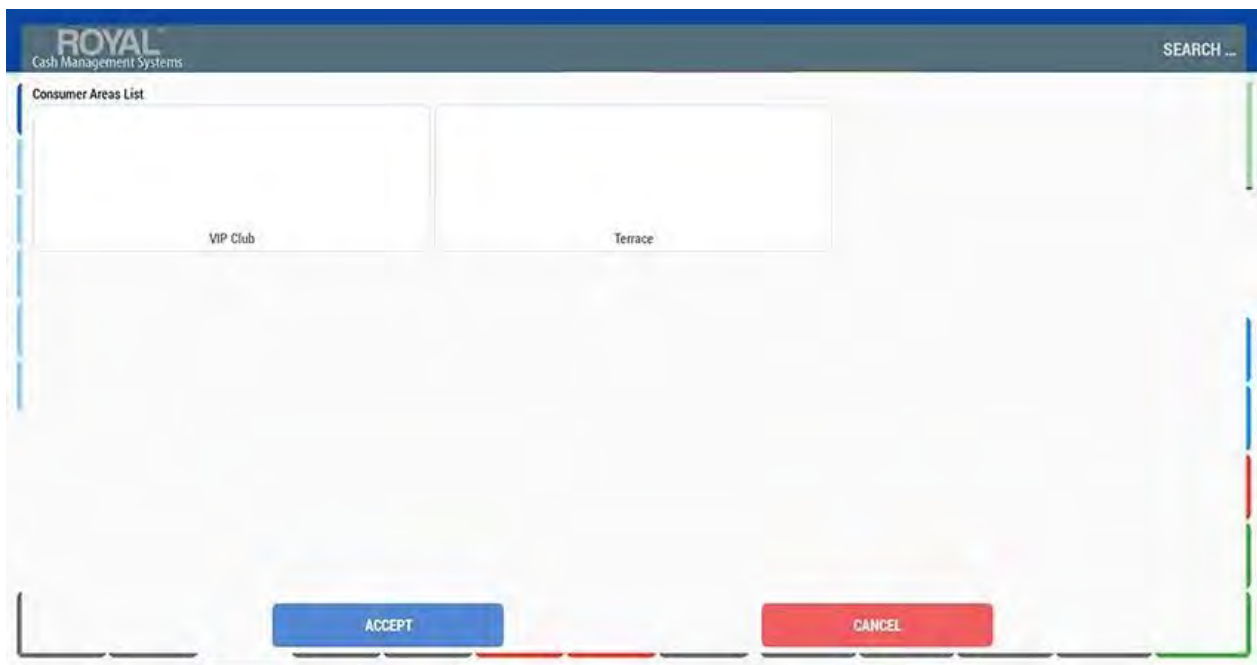 ROYAL
Cash Management Systems
SEARCH ...
Consumer Areas List
VIP Club
Terrace
ACCEPT
CANCEL